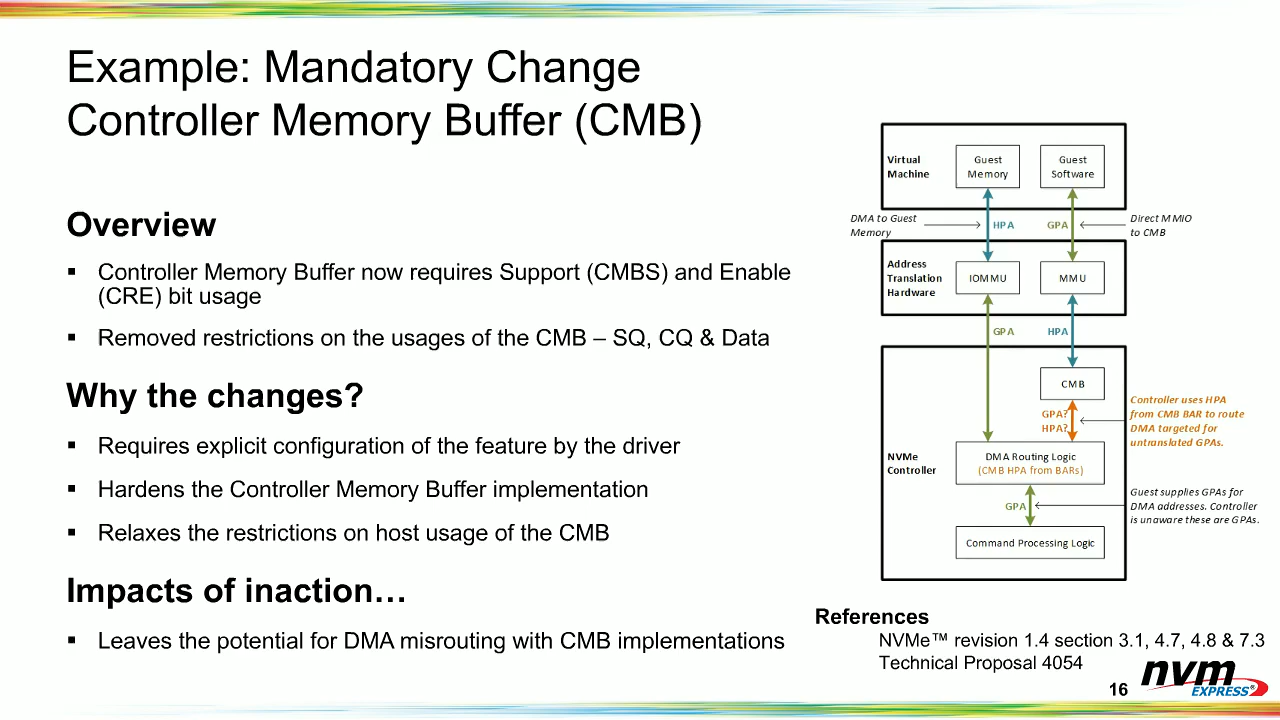 Example: Mandatory Change
Controller Memory Buffer (CMB)
Overview
▪ Controller Memory Buffer now requires Support (CMBS) and Enable
(CRE) bit usage
▪ Removed restrictions on the usages of the CMB – SQ, CQ & Data
Why the changes?
▪ Requires explicit configuration of the feature by the driver
▪ Hardens the Controller Memory Buffer implementation
▪ Relaxes the restrictions on host usage of the CMB
Impacts of inaction…
▪ Leaves the potential for DMA misrouting with CMB implementations
Virtual
Machine
Guest
Memory
Guest
Software
DMA to Guest
Memory
HPA
GPA
Direct MMIO
to CMB
Address
Translation
Hardware
IOMMU
MMU
GPA
HPA
CMB
GPA?
HPA?
Controller uses HPA
from CMB BAR to route
DMA targeted for
untranslated GPAs.
NVMe
Controller
DMA Routing Logic
(CMB HPA from BARs)
GPA
Guest supplies GPAs for
DMA addresses. Controller
is unaware these are GPAs.
Command Processing Logic
References
NVMe™ revision 1.4 section 3.1, 4.7, 4.8 & 7.3
Technical Proposal 4054
16
nvm
EXPRESS®